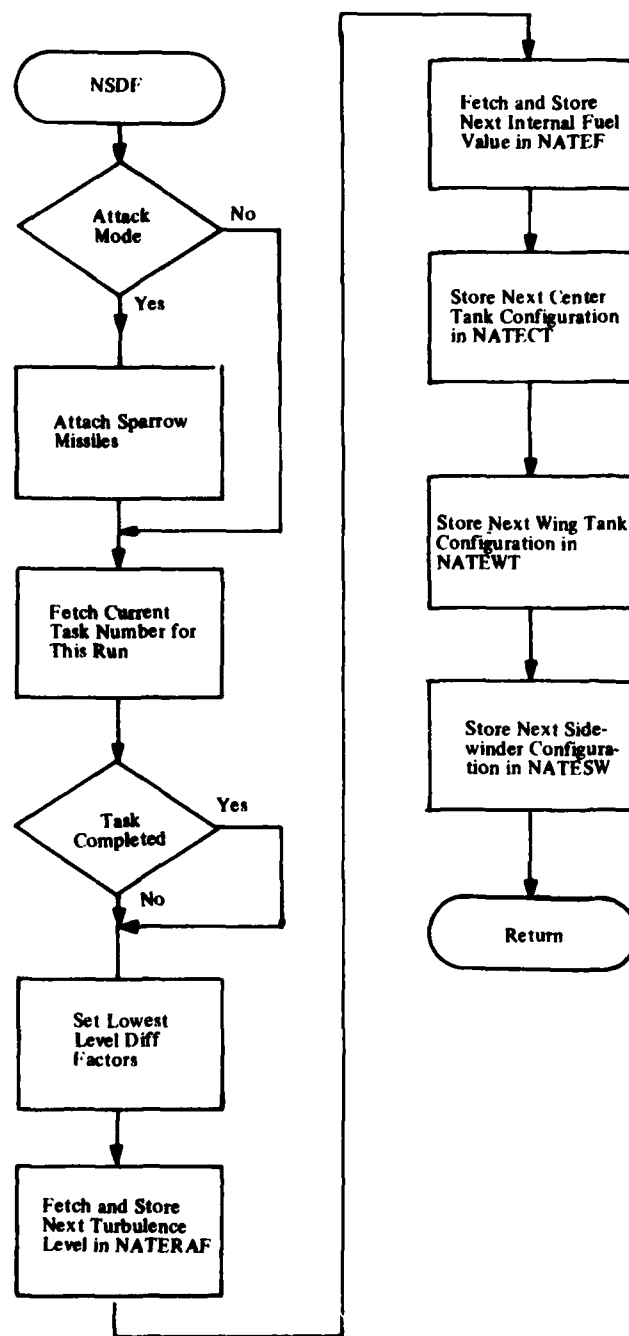 NSDF
Attack
Mode
No
Yes
Attach Sparrow
Missiles
Fetch Current
Task Number for
This Run
Task
Completed
Yes
No
Set Lowest
Level Diff
Factors
Fetch and Store
Next Turbulence
Level in NATERAF
Fetch and Store
Next Internal Fuel
Value in NATEF
Store Next Center
Tank Configuration
in NATECT
Store Next Wing Tank
Configuration in
NATEWT
Store Next Side-
winder Configura-
tion in NATESW
Return